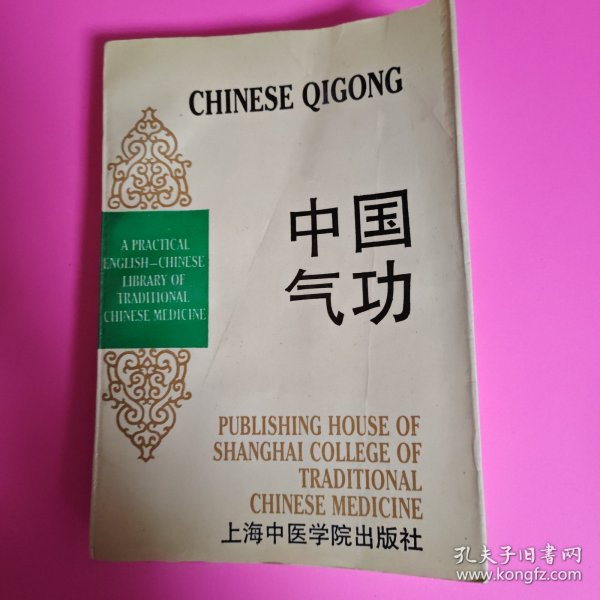 CHINESE QIGONG
中国
气功
A PRACTICAL
ENGLISH–CHINESE
LIBRARY OF
TRADITIONAL
CHINESE MEDICINE
PUBLISHING HOUSE OF
SHANGHAI COLLEGE OF
TRADITIONAL
CHINESE MEDICINE
上海中医学院出版社
孔夫子旧书网
www.kongfz.com